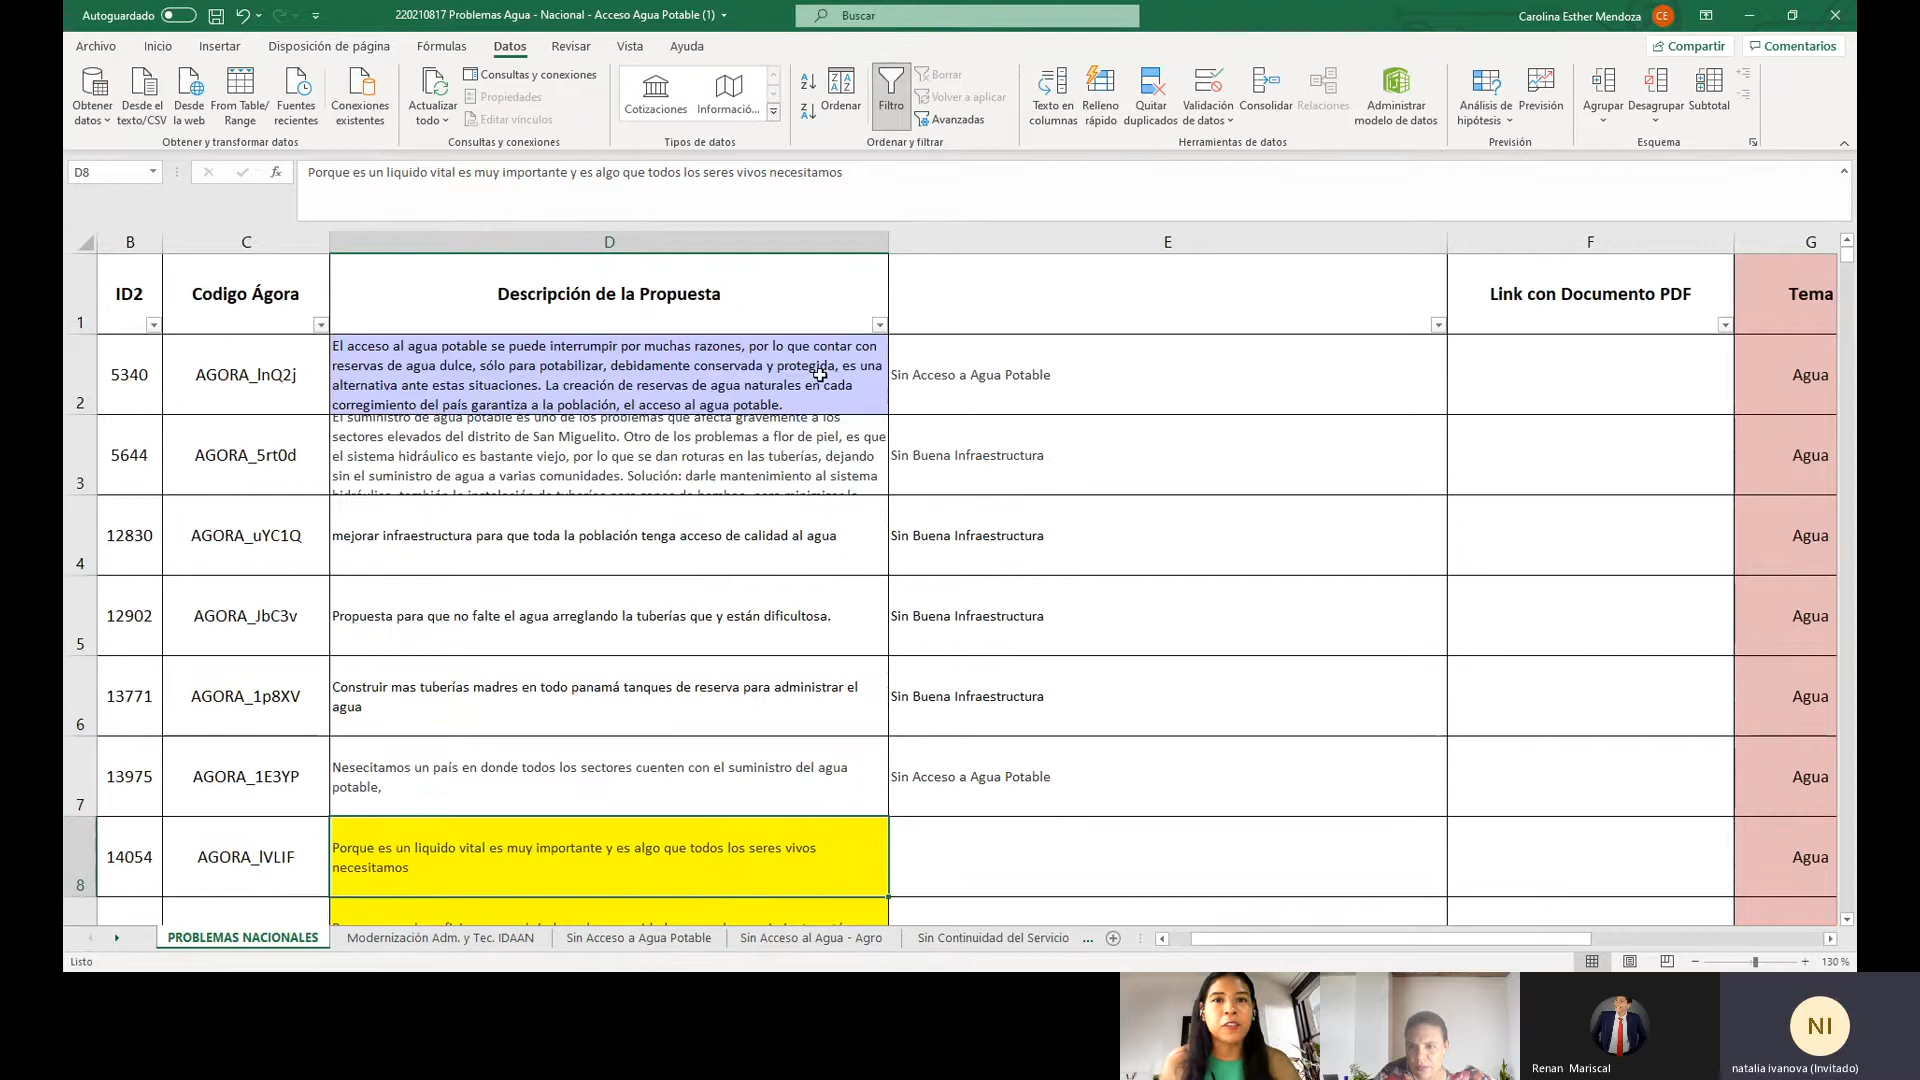 Autoguardado
220210817 Problemas Agua - Nacional - Acceso Agua Potable (1)
Buscar
Carolina Esther Mendoza
CE
Archivo
Inicio
Insertar
Disposición de página
Fórmulas
Datos
Revisar
Vista
Ayuda
Compartir
Comentarios
Obtener datos
Desde el texto/CSV
Desde la web
From Table/ Range
Fuentes recientes
Conexiones existentes
Obtener y transformar datos
Actualizar todo
Consultas y conexiones
Propiedades
Editar vínculos
Consultas y conexiones
Cotizaciones
Informació...
Tipos de datos
Ordenar
Filtro
Borrar
Volver a aplicar
Avanzadas
Ordenar y filtrar
Texto en columnas
Relleno rápido
Quitar duplicados
Validación de datos
Consolidar
Relaciones
Administrar modelo de datos
Herramientas de datos
Análisis de hipótesis
Previsión
Previsión
Agrupar
Desagrupar
Subtotal
Esquema
D8
fx
Porque es un liquido vital es muy importante y es algo que todos los seres vivos necesitamos
B C D E F G
1
ID2
Codigo Ágora
Descripción de la Propuesta
Link con Documento PDF
Tema
2
5340
AGORA_lnQ2j
El acceso al agua potable se puede interrumpir por muchas razones, por lo que contar con
reservas de agua dulce, sólo para potabilizar, debidamente conservada y protegida, es una
alternativa ante estas situaciones. La creación de reservas de agua naturales en cada
corregimiento del país garantiza a la población, el acceso al agua potable.
Sin Acceso a Agua Potable
Agua
3
5644
AGORA_5rt0d
El suministro de agua potable es uno de los problemas que afecta gravemente a los
sectores elevados del distrito de San Miguelito. Otro de los problemas a flor de piel, es que
el sistema hidráulico es bastante viejo, por lo que se dan roturas en las tuberías, dejando
sin el suministro de agua a varias comunidades. Solución: darle mantenimiento al sistema
Sin Buena Infraestructura
Agua
4
12830
AGORA_uYC1Q
mejorar infraestructura para que toda la población tenga acceso de calidad al agua
Sin Buena Infraestructura
Agua
5
12902
AGORA_JbC3v
Propuesta para que no falte el agua arreglando la tuberías que y están dificultosa.
Sin Buena Infraestructura
Agua
6
13771
AGORA_1p8XV
Construir mas tuberías madres en todo panamá tanques de reserva para administrar el
agua
Sin Buena Infraestructura
Agua
7
13975
AGORA_1E3YP
Nesecitamos un país en donde todos los sectores cuenten con el suministro del agua
potable,
Sin Acceso a Agua Potable
Agua
8
14054
AGORA_lVLIF
Porque es un liquido vital es muy importante y es algo que todos los seres vivos
necesitamos
Agua
PROBLEMAS NACIONALES
Modernización Adm. y Tec. IDAAN
Sin Acceso a Agua Potable
Sin Acceso al Agua - Agro
Sin Continuidad del Servicio
...
Listo
130 %
Renan Mariscal
NI
natalia ivanova (Invitado)